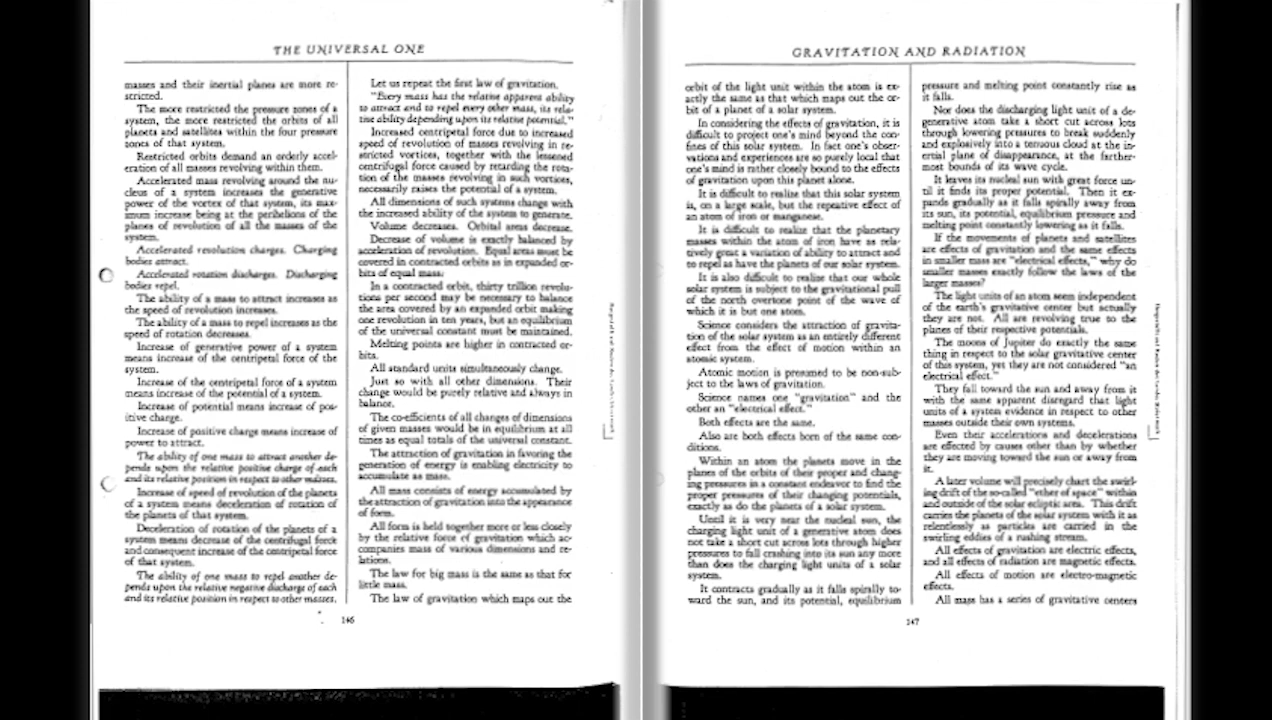 THE UNIVERSAL ONE
masses and their inertial planes are more re-
stricted.
The more restricted the pressure zones of a
system, the more restricted the orbits of all
planets and satellites within the four pressure
zones of that system.
Restricted orbits demand an orderly accel-
eration of all masses revolving within them.
Accelerated mass revolving around the nu-
cleus of a system increases the generative
power of the vortex of that system, its max-
imum increase being at the perihelions of the
planes of revolution of all the masses of the
system.
Accelerated revolution charges. Charging
bodies attract.
Accelerated rotation discharges. Discharging
bodies repel.
The ability of a mass to attract increases as
the speed of revolution increases.
The ability of a mass to repel increases as the
speed of rotation decreases.
Increase of generative power of a system
means increase of the centripetal force of the
system.
Increase of the centripetal force of a system
means increase of the potential of a system.
Increase of potential means increase of pos-
itive charge.
Increase of positive charge means increase of
power to attract.
The ability of one mass to attract another de-
pends upon the relative positive charge of each
and its relative position in respect to other masses.
Increase of speed of revolution of the planets
of a system means deceleration of rotation of
the planets of that system.
Deceleration of rotation of the planets of a
system means decrease of the centrifugal force
and consequent increase of the centripetal force
of that system.
The ability of one mass to repel another de-
pends upon the relative negative discharge of each
and its relative position in respect to other masses.
Let us repeat the first law of gravitation.
"Every mass has the relative apparent ability
to attract and to repel every other mass, its rela-
tive ability depending upon its relative potential."
Increased centripetal force due to increased
speed of revolution of masses revolving in re-
stricted vortices, together with the lessened
centrifugal force caused by retarding the rota-
tion of the masses revolving in such vortices,
necessarily raises the potential of a system.
All dimensions of such systems change with
the increased ability of the system to generate.
Volume decreases. Orbital areas decrease.
Decrease of volume is exactly balanced by
acceleration of revolution. Equal areas must be
covered in contracted orbits as in expanded or-
bits of equal mass.
In a contracted orbit, thirty trillion revolu-
tions per second may be necessary to balance
the area covered by an expanded orbit making
one revolution in ten years, but an equilibrium
of the universal constant must be maintained.
Melting points are higher in contracted or-
bits.
All standard units simultaneously change.
Just so with all other dimensions. Their
change would be purely relative and always in
balance.
The co-efficients of all changes of dimensions
of given masses would be in equilibrium at all
times as equal totals of the universal constant.
The attraction of gravitation in favoring the
generation of energy is enabling electricity to
accumulate as mass.
All mass consists of energy accumulated by
the attraction of gravitation into the appearance
of form.
All form is held together more or less closely
by the relative force of gravitation which ac-
companies mass of various dimensions and re-
lations.
The law for big mass is the same as that for
little mass.
The law of gravitation which maps out the
146
GRAVITATION AND RADIATION
orbit of the light unit within the atom is ex-
actly the same as that which maps out the or-
bit of a planet of a solar system.
In considering the effects of gravitation, it is
difficult to project one's mind beyond the con-
fines of this solar system. In fact one's obser-
vations and experiences are so purely local that
one's mind is rather closely bound to the effects
of gravitation upon this planet alone.
It is difficult to realize that this solar system
is, on a large scale, but the repeative effect of
an atom of iron or manganese.
It is difficult to realize that the planetary
masses within the atom of iron have as rela-
tively great a variation of ability to attract and
to repel as have the planets of our solar system.
It is also difficult to realize that our whole
solar system is subject to the gravitational pull
of the north overtone point of the wave of
which it is but one atom.
Science considers the attraction of gravita-
tion of the solar system as an entirely different
effect from the effect of motion within an
atomic system.
Atomic motion is presumed to be non-sub-
ject to the laws of gravitation.
Science names one "gravitation" and the
other an "electrical effect."
Both effects are the same.
Also are both effects born of the same con-
ditions.
Within an atom the planets move in the
planes of the orbits of their proper and chang-
ing pressures in a constant endeavor to find the
proper pressures of their changing potentials,
exactly as do the planets of a solar system.
Until it is very near the nucleal sun, the
charging light unit of a generative atom does
not take a short cut across lots through higher
pressures to fall crashing into its sun any more
than does the charging light units of a solar
system.
It contracts gradually as it falls spirally to-
ward the sun, and its potential, equilibrium
pressure and melting point constantly rise as
it falls.
Nor does the discharging light unit of a de-
generative atom take a short cut across lots
through lowering pressures to break suddenly
and explosively into a tenuous cloud at the in-
ertial plane of disappearance, at the farther-
most bounds of its wave cycle.
It leaves its nucleal sun with great force un-
til it finds its proper potential. Then it ex-
pands gradually as it falls spirally away from
its sun, its potential, equilibrium pressure and
melting point constantly lowering as it falls.
If the movements of planets and satellites
are effects of gravitation and the same effects
in smaller mass are "electrical effects," why do
smaller masses exactly follow the laws of the
larger masses?
The light units of an atom seem independent
of the earth's gravitative center but actually
they are not. All are revolving true to the
planes of their respective potentials.
The moons of Jupiter do exactly the same
thing in respect to the solar gravitative center
of this system, yet they are not considered "an
electrical effect."
They fall toward the sun and away from it
with the same apparent disregard that light
units of a system evidence in respect to other
masses outside their own systems.
Even their accelerations and decelerations
are effected by causes other than by whether
they are moving toward the sun or away from
it.
A later volume will precisely chart the swirl-
ing drift of the so-called "ether of space" within
and outside of the solar ecliptic area. This drift
carries the planets of the solar system with it as
relentlessly as particles are carried in the
swirling eddies of a rushing stream.
All effects of gravitation are electric effects,
and all effects of radiation are magnetic effects.
All effects of motion are electro-magnetic
effects.
All mass has a series of gravitative centers
147